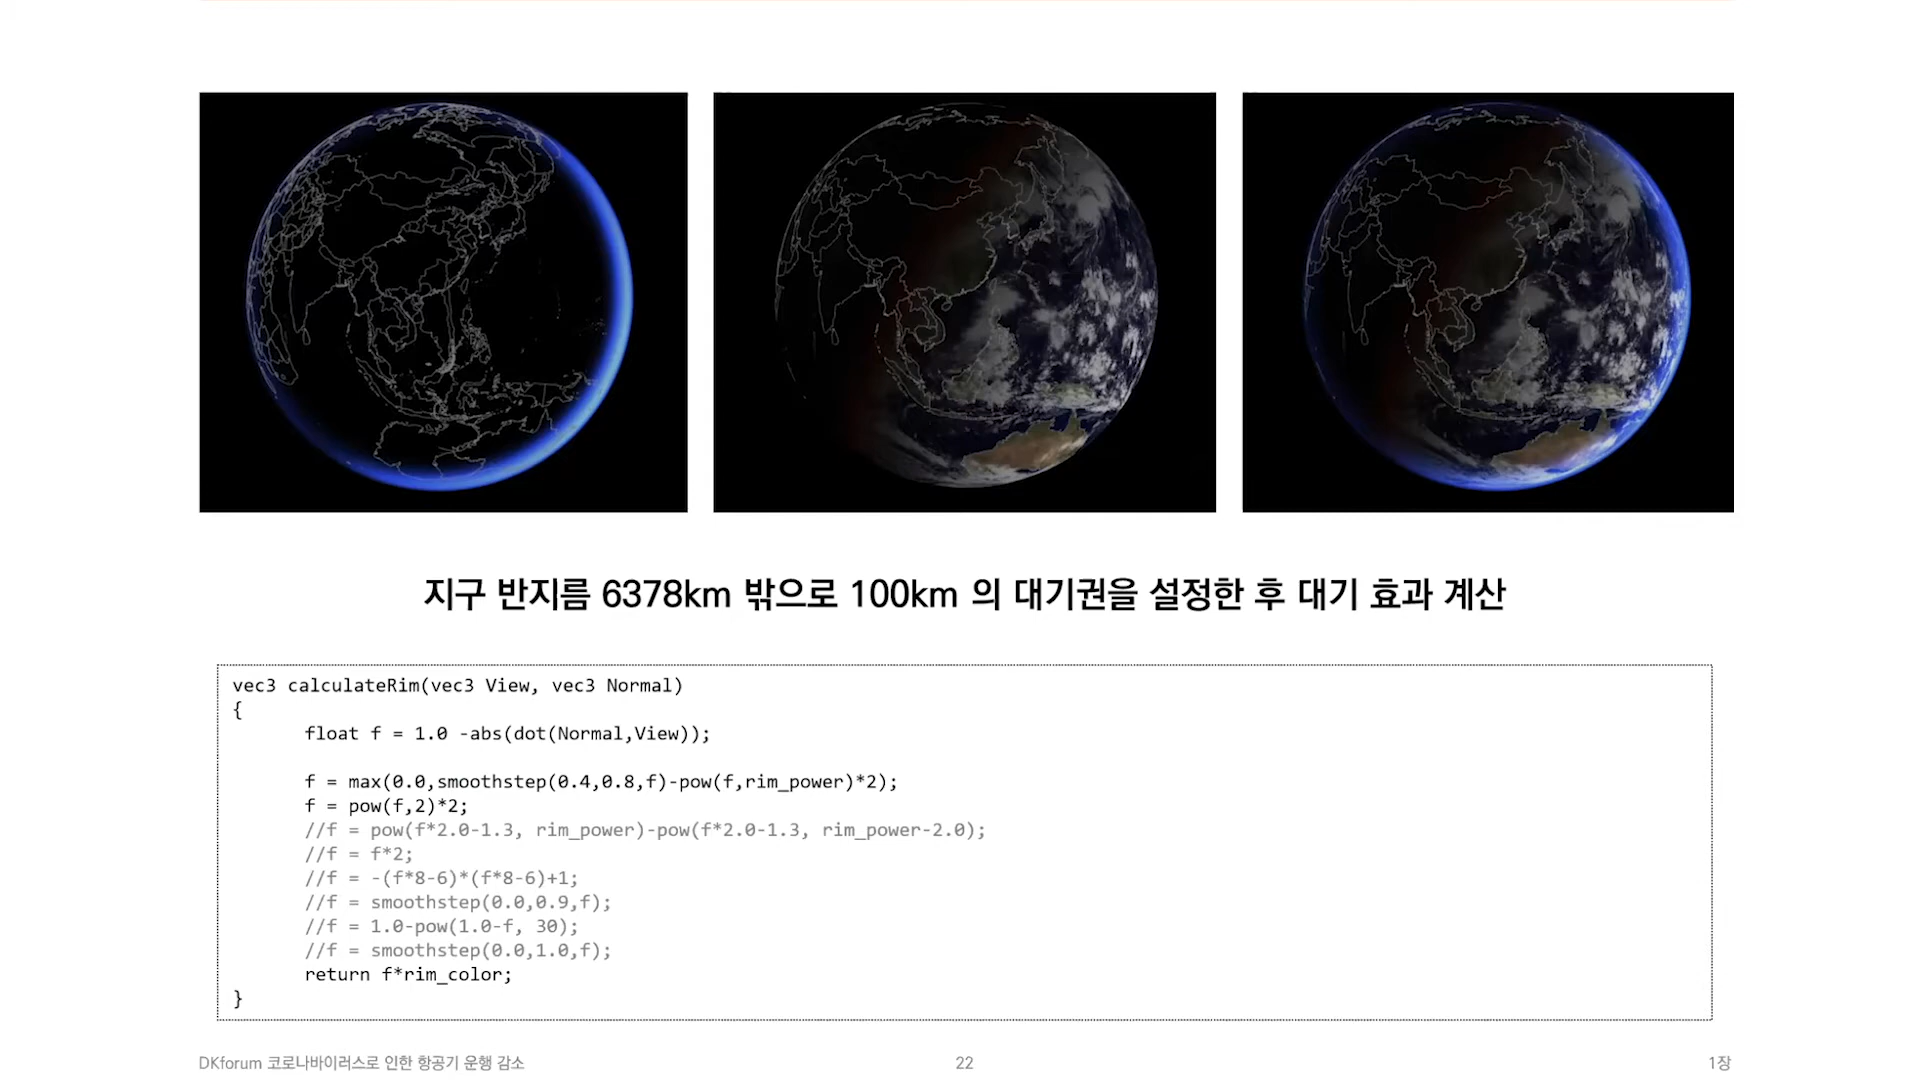 지구 반지름 6378km 밖으로 100km 의 대기권을 설정한 후 대기 효과 계산
vec3 calculateRim(vec3 View, vec3 Normal)
{
float f = 1.0 -abs(dot(Normal,View));
f = max(0.0,smoothstep(0.4,0.8,f)-pow(f,rim_power)*2);
f = pow(f,2)*2;
//f = pow(f*2.0-1.3, rim_power)-pow(f*2.0-1.3, rim_power-2.0);
//f = f*2;
//f = -(f*8-6)*(f*8-6)+1;
//f = smoothstep(0.0,0.9,f);
//f = 1.0-pow(1.0-f, 30);
//f = smoothstep(0.0,1.0,f);
return f*rim_color;
}
DKforum 코로나바이러스로 인한 항공기 운행 감소
22
1장